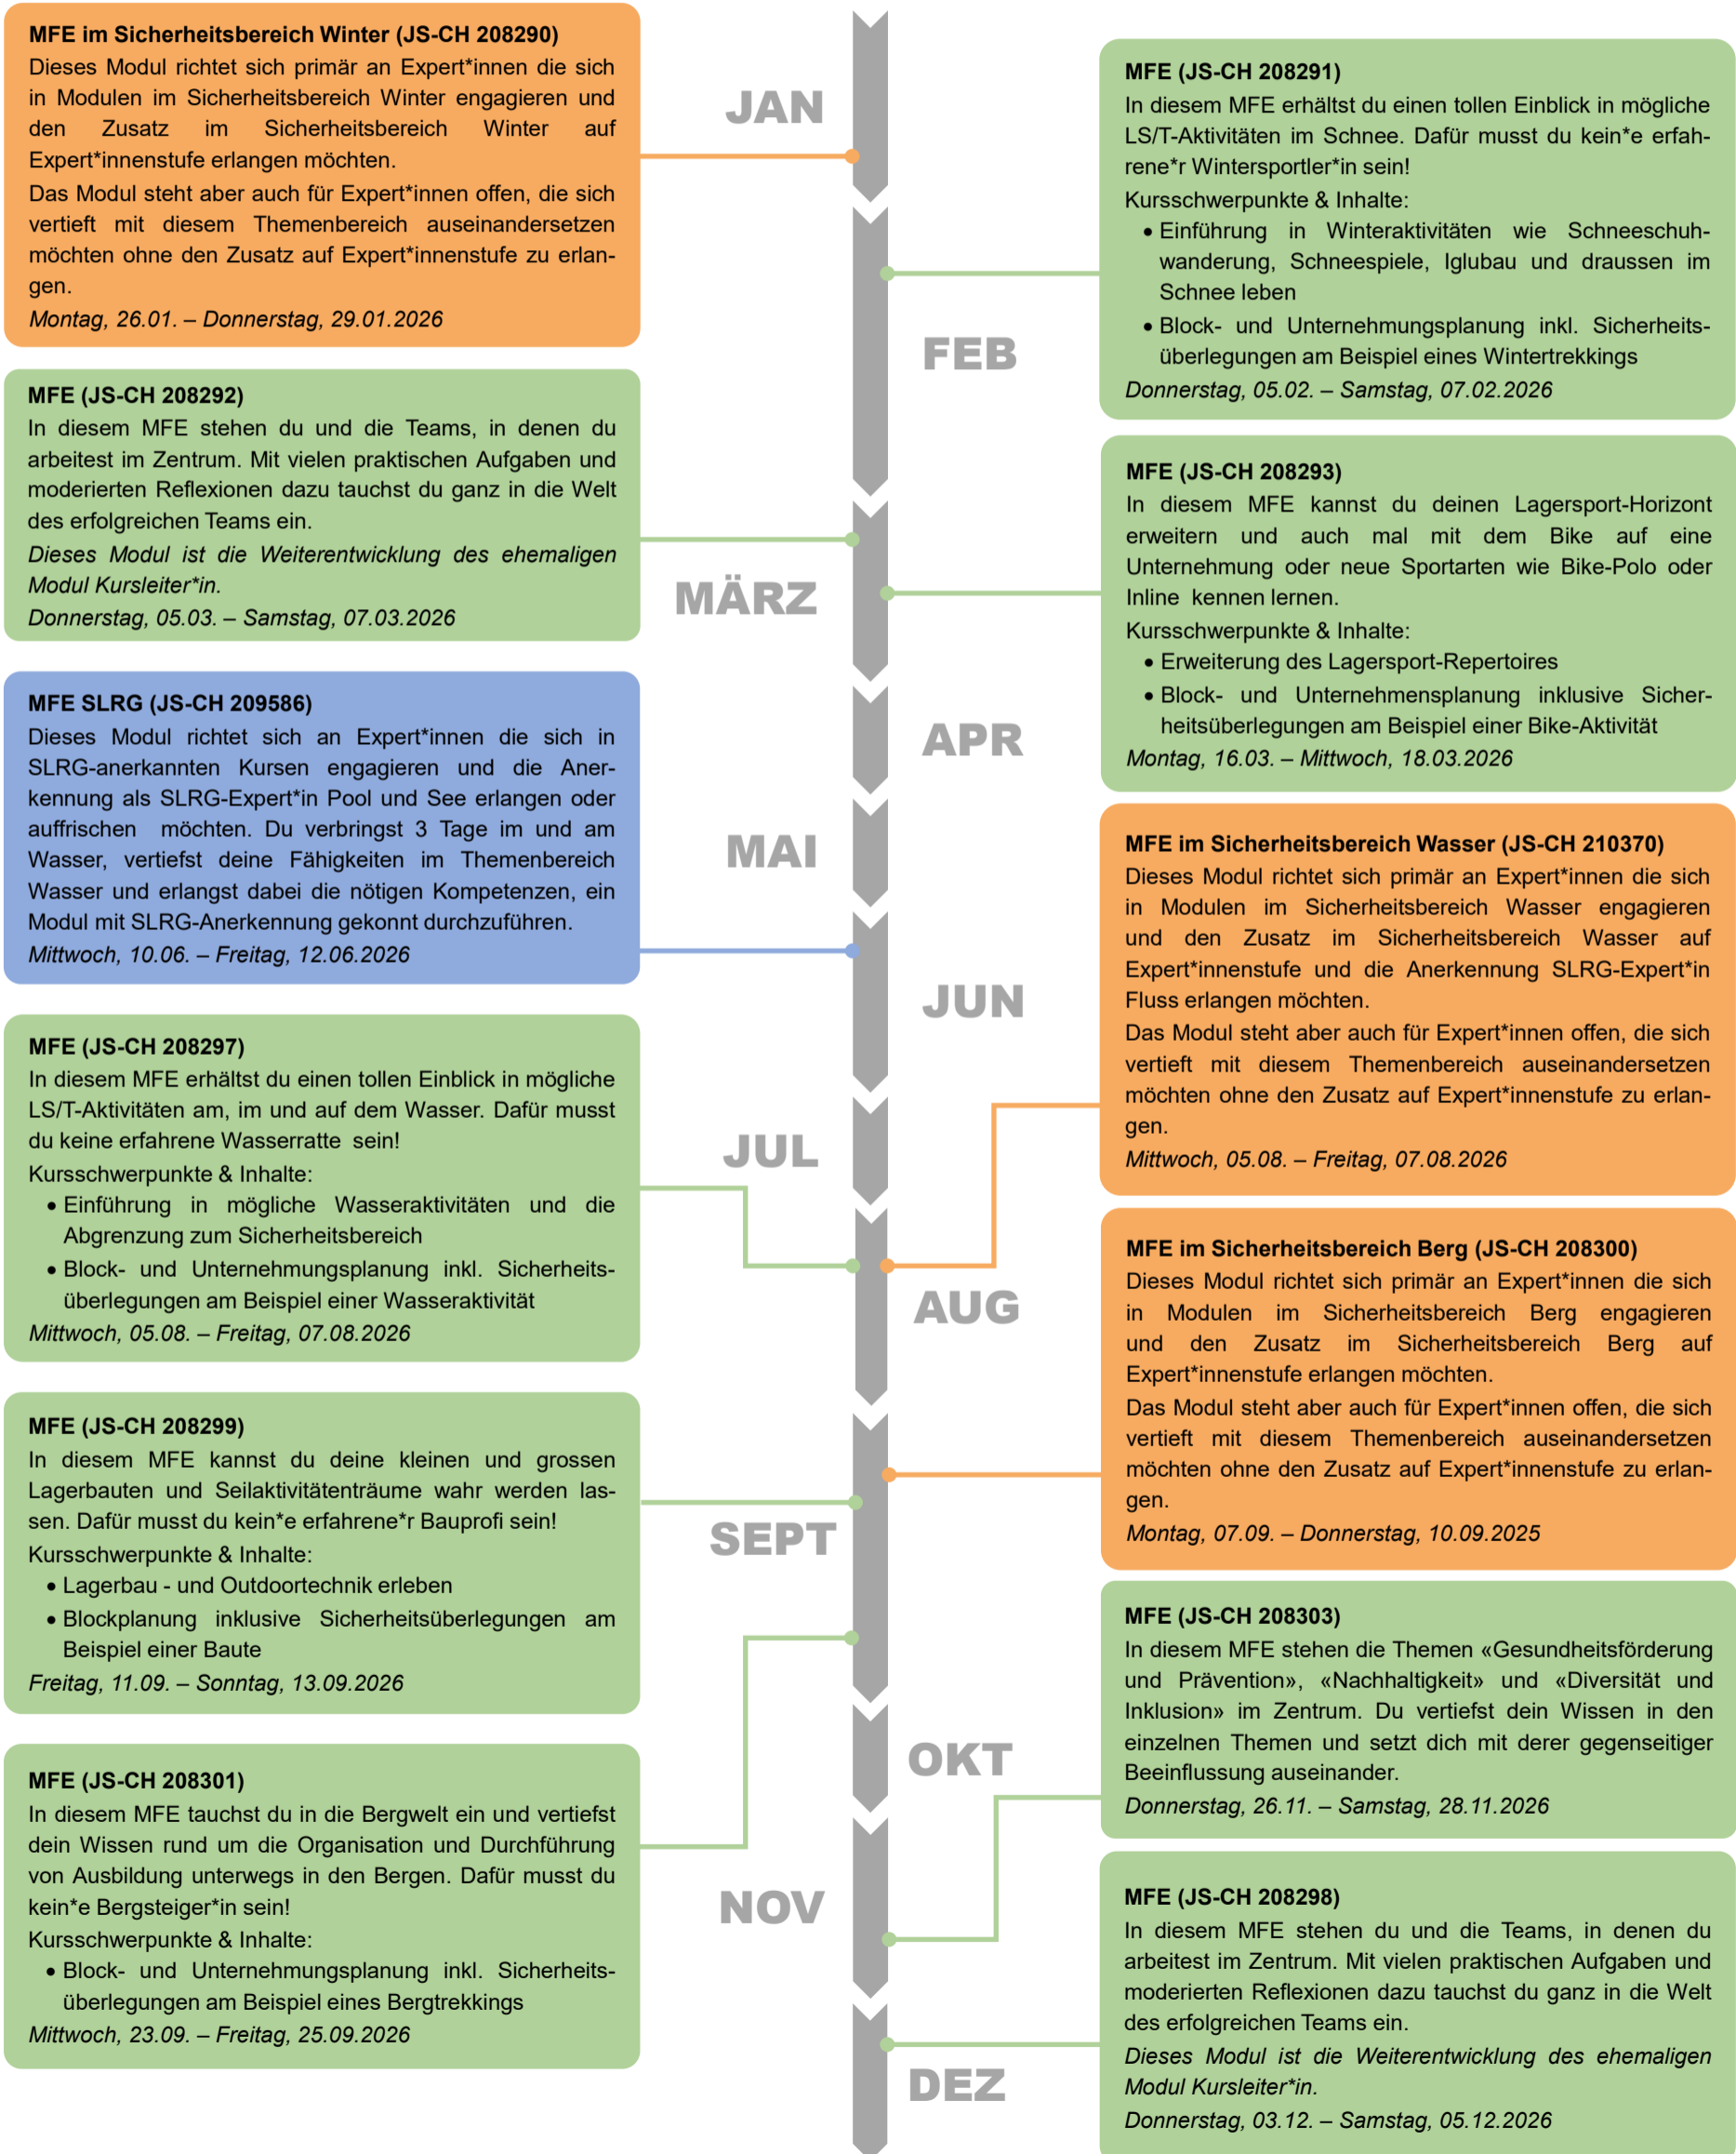 MFE im Sicherheitsbereich Winter (JS-CH 208290)
Dieses Modul richtet sich primär an Expert*innen die sich
in Modulen im Sicherheitsbereich Winter engagieren und
den Zusatz im Sicherheitsbereich Winter auf
Expert*innenstufe erlangen möchten.
Das Modul steht aber auch für Expert*innen offen, die sich
vertieft mit diesem Themenbereich auseinandersetzen
möchten ohne den Zusatz auf Expert*innenstufe zu erlan-
gen.
Montag, 26.01. – Donnerstag, 29.01.2026
JAN
MFE (JS-CH 208291)
In diesem MFE erhältst du einen tollen Einblick in mögliche
LS/T-Aktivitäten im Schnee. Dafür musst du kein*e erfah-
rene*r Wintersportler*in sein!
Kursschwerpunkte & Inhalte:
• Einführung in Winteraktivitäten wie Schneeschuh-
wanderung, Schneespiele, Iglubau und draussen im
Schnee leben
• Block- und Unternehmungsplanung inkl. Sicherheits-
überlegungen am Beispiel eines Wintertrekkings
Donnerstag, 05.02. – Samstag, 07.02.2026
FEB
MFE (JS-CH 208292)
In diesem MFE stehen du und die Teams, in denen du
arbeitest im Zentrum. Mit vielen praktischen Aufgaben und
moderierten Reflexionen dazu tauchst du ganz in die Welt
des erfolgreichen Teams ein.
Dieses Modul ist die Weiterentwicklung des ehemaligen
Modul Kursleiter*in.
Donnerstag, 05.03. – Samstag, 07.03.2026
MÄRZ
MFE (JS-CH 208293)
In diesem MFE kannst du deinen Lagersport-Horizont
erweitern und auch mal mit dem Bike auf eine
Unternehmung oder neue Sportarten wie Bike-Polo oder
Inline kennen lernen.
Kursschwerpunkte & Inhalte:
• Erweiterung des Lagersport-Repertoires
• Block- und Unternehmensplanung inklusive Sicher-
heitsüberlegungen am Beispiel einer Bike-Aktivität
Montag, 16.03. – Mittwoch, 18.03.2026
APR
MFE SLRG (JS-CH 209586)
Dieses Modul richtet sich an Expert*innen die sich in
SLRG-anerkannten Kursen engagieren und die Aner-
kennung als SLRG-Expert*in Pool und See erlangen oder
auffrischen möchten. Du verbringst 3 Tage im und am
Wasser, vertiefst deine Fähigkeiten im Themenbereich
Wasser und erlangst dabei die nötigen Kompetenzen, ein
Modul mit SLRG-Anerkennung gekonnt durchzuführen.
Mittwoch, 10.06. – Freitag, 12.06.2026
MAI
MFE im Sicherheitsbereich Wasser (JS-CH 210370)
Dieses Modul richtet sich primär an Expert*innen die sich
in Modulen im Sicherheitsbereich Wasser engagieren
und den Zusatz im Sicherheitsbereich Wasser auf
Expert*innenstufe und die Anerkennung SLRG-Expert*in
Fluss erlangen möchten.
Das Modul steht aber auch für Expert*innen offen, die sich
vertieft mit diesem Themenbereich auseinandersetzen
möchten ohne den Zusatz auf Expert*innenstufe zu erlan-
gen.
Mittwoch, 05.08. – Freitag, 07.08.2026
JUN
MFE (JS-CH 208297)
In diesem MFE erhältst du einen tollen Einblick in mögliche
LS/T-Aktivitäten am, im und auf dem Wasser. Dafür musst
du keine erfahrene Wasserratte sein!
Kursschwerpunkte & Inhalte:
• Einführung in mögliche Wasseraktivitäten und die
Abgrenzung zum Sicherheitsbereich
• Block- und Unternehmungsplanung inkl. Sicherheits-
überlegungen am Beispiel einer Wasseraktivität
Mittwoch, 05.08. – Freitag, 07.08.2026
JUL
MFE im Sicherheitsbereich Berg (JS-CH 208300)
Dieses Modul richtet sich primär an Expert*innen die sich
in Modulen im Sicherheitsbereich Berg engagieren
und den Zusatz im Sicherheitsbereich Berg auf
Expert*innenstufe erlangen möchten.
Das Modul steht aber auch für Expert*innen offen, die sich
vertieft mit diesem Themenbereich auseinandersetzen
möchten ohne den Zusatz auf Expert*innenstufe zu erlan-
gen.
Montag, 07.09. – Donnerstag, 10.09.2025
AUG
MFE (JS-CH 208299)
In diesem MFE kannst du deine kleinen und grossen
Lagerbauten und Seilaktivitätenträume wahr werden las-
sen. Dafür musst du kein*e erfahrene*r Bauprofi sein!
Kursschwerpunkte & Inhalte:
• Lagerbau - und Outdoortechnik erleben
• Blockplanung inklusive Sicherheitsüberlegungen am
Beispiel einer Baute
Freitag, 11.09. – Sonntag, 13.09.2026
SEPT
MFE (JS-CH 208303)
In diesem MFE stehen die Themen «Gesundheitsförderung
und Prävention», «Nachhaltigkeit» und «Diversität und
Inklusion» im Zentrum. Du vertiefst dein Wissen in den
einzelnen Themen und setzt dich mit derer gegenseitiger
Beeinflussung auseinander.
Donnerstag, 26.11. – Samstag, 28.11.2026
OKT
MFE (JS-CH 208301)
In diesem MFE tauchst du in die Bergwelt ein und vertiefst
dein Wissen rund um die Organisation und Durchführung
von Ausbildung unterwegs in den Bergen. Dafür musst du
kein*e Bergsteiger*in sein!
Kursschwerpunkte & Inhalte:
• Block- und Unternehmungsplanung inkl. Sicherheits-
überlegungen am Beispiel eines Bergtrekkings
Mittwoch, 23.09. – Freitag, 25.09.2026
NOV
MFE (JS-CH 208298)
In diesem MFE stehen du und die Teams, in denen du
arbeitest im Zentrum. Mit vielen praktischen Aufgaben und
moderierten Reflexionen dazu tauchst du ganz in die Welt
des erfolgreichen Teams ein.
Dieses Modul ist die Weiterentwicklung des ehemaligen
Modul Kursleiter*in.
Donnerstag, 03.12. – Samstag, 05.12.2026
DEZ